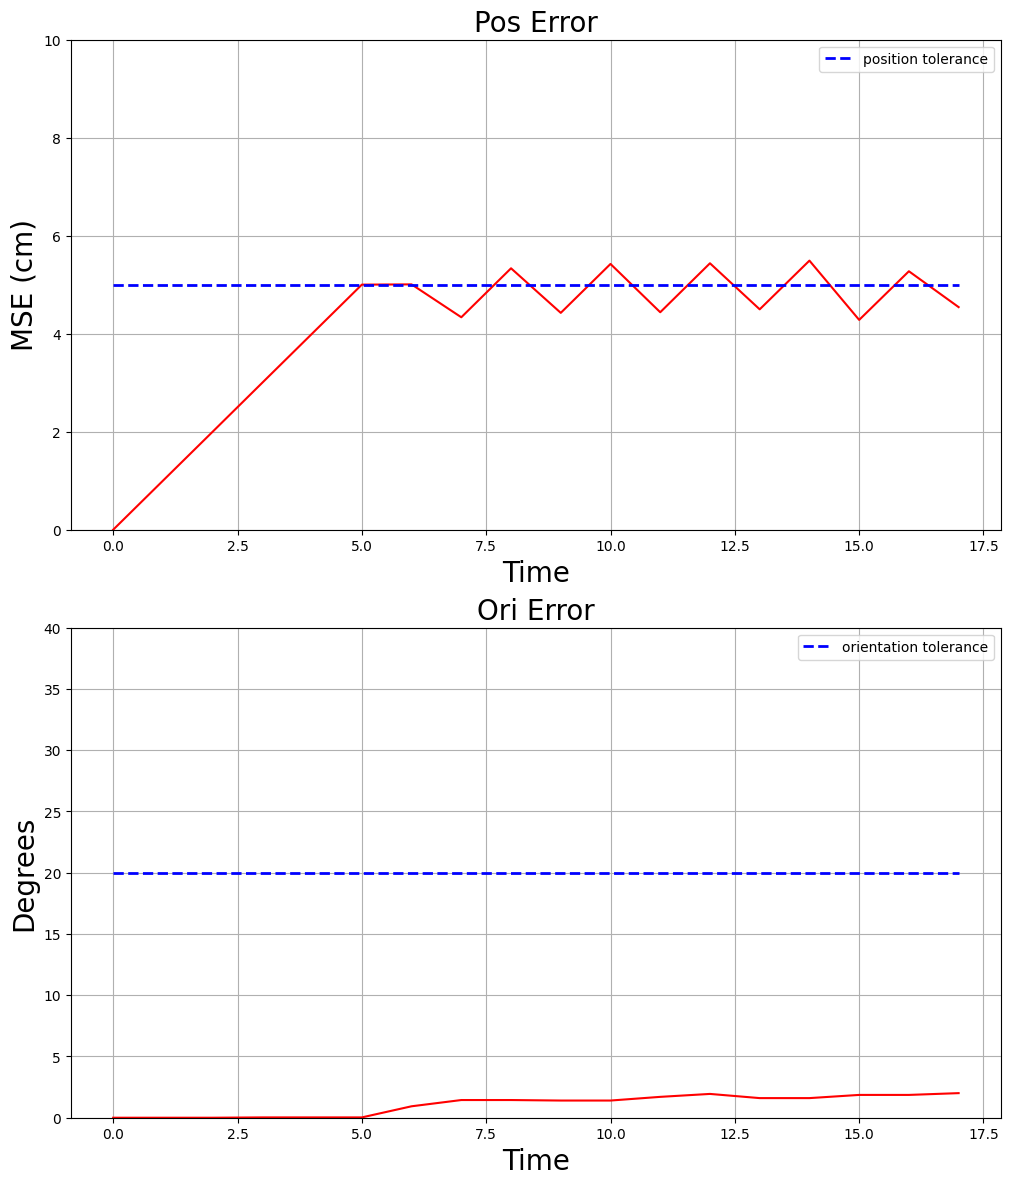 Pos Error
10
8
6
4
2
0
MSE (cm)
position tolerance
0.0 2.5 5.0 7.5 10.0 12.5 15.0 17.5
Time
Ori Error
40
35
30
25
20
15
10
5
0
Degrees
orientation tolerance
0.0 2.5 5.0 7.5 10.0 12.5 15.0 17.5
Time